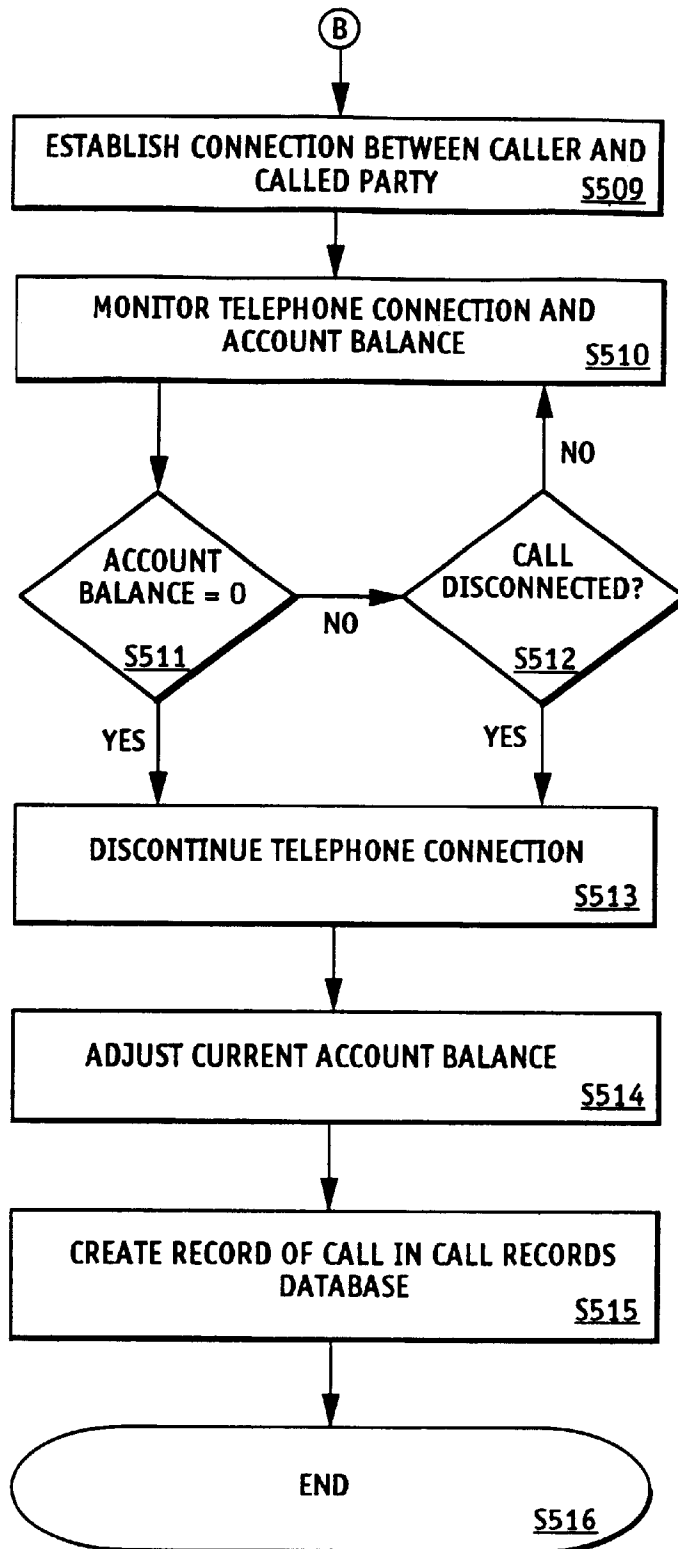 B
ESTABLISH CONNECTION BETWEEN CALLER AND
CALLED PARTY
S509
MONITOR TELEPHONE CONNECTION AND
ACCOUNT BALANCE
S510
NO
ACCOUNT
BALANCE = 0
S511
NO
CALL
DISCONNECTED?
S512
YES
YES
DISCONTINUE TELEPHONE CONNECTION
S513
ADJUST CURRENT ACCOUNT BALANCE
S514
CREATE RECORD OF CALL IN CALL RECORDS
DATABASE
S515
END
S516